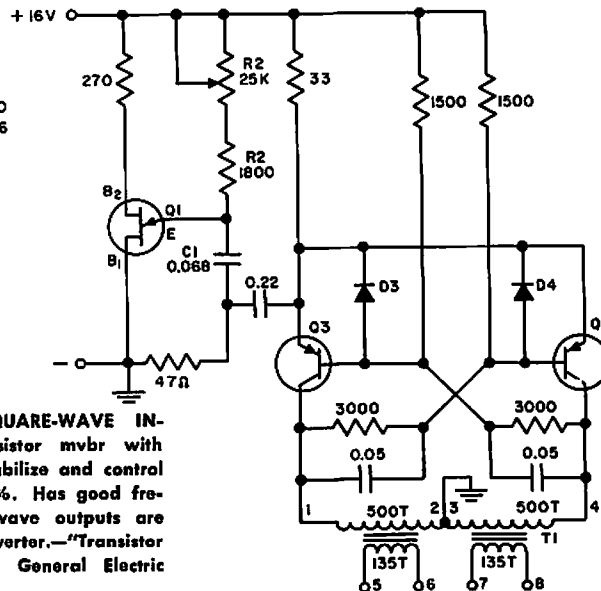 + 16V
270
R2
25K
33
1500
1500
0
6
R2
1800
B2
Q1
E
B1
C1
0.068
0.22
D3
D4
Q3
Q
–
47Ω
3000
3000
0.05
0.05
1
500T
2
3
500T
4
T1
135T
135T
5
6
7
8
QUARE-WAVE IN-
sistor mvbr with
abilize and control
%. Has good fre-
wave outputs are
verter.—"Transistor
General Electric